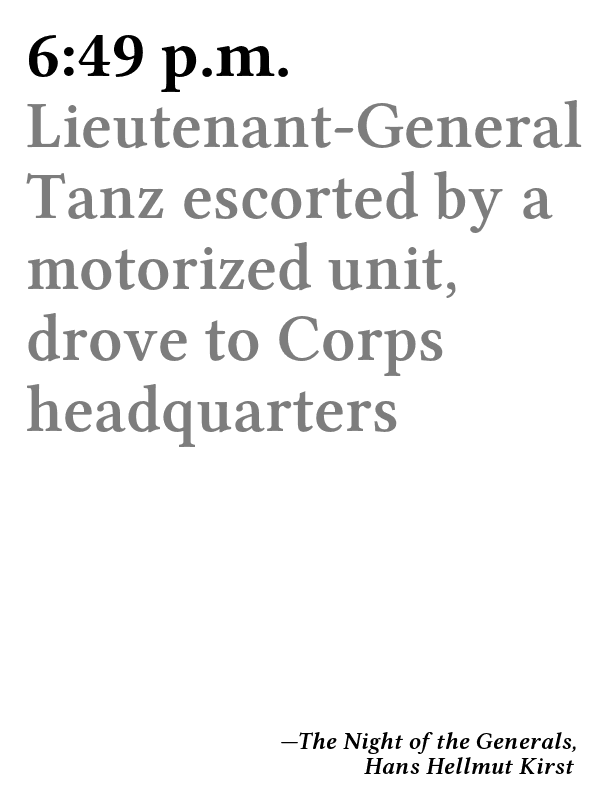 6:49 p.m.
Lieutenant-General
Tanz escorted by a
motorized unit,
drove to Corps
headquarters
—The Night of the Generals,
Hans Hellmut Kirst